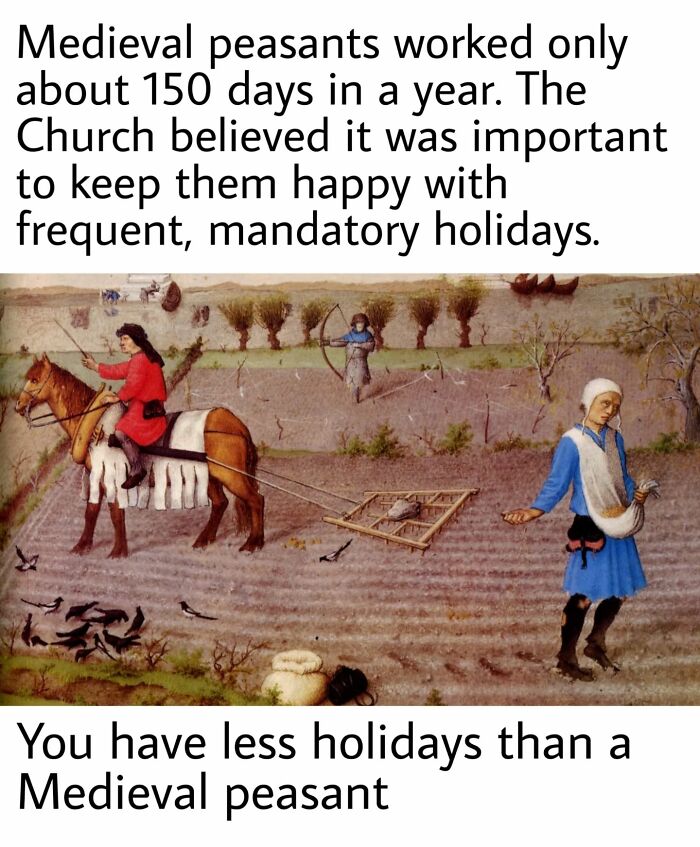 Medieval peasants worked only
about 150 days in a year. The
Church believed it was important
to keep them happy with
frequent, mandatory holidays.
You have less holidays than a
Medieval peasant